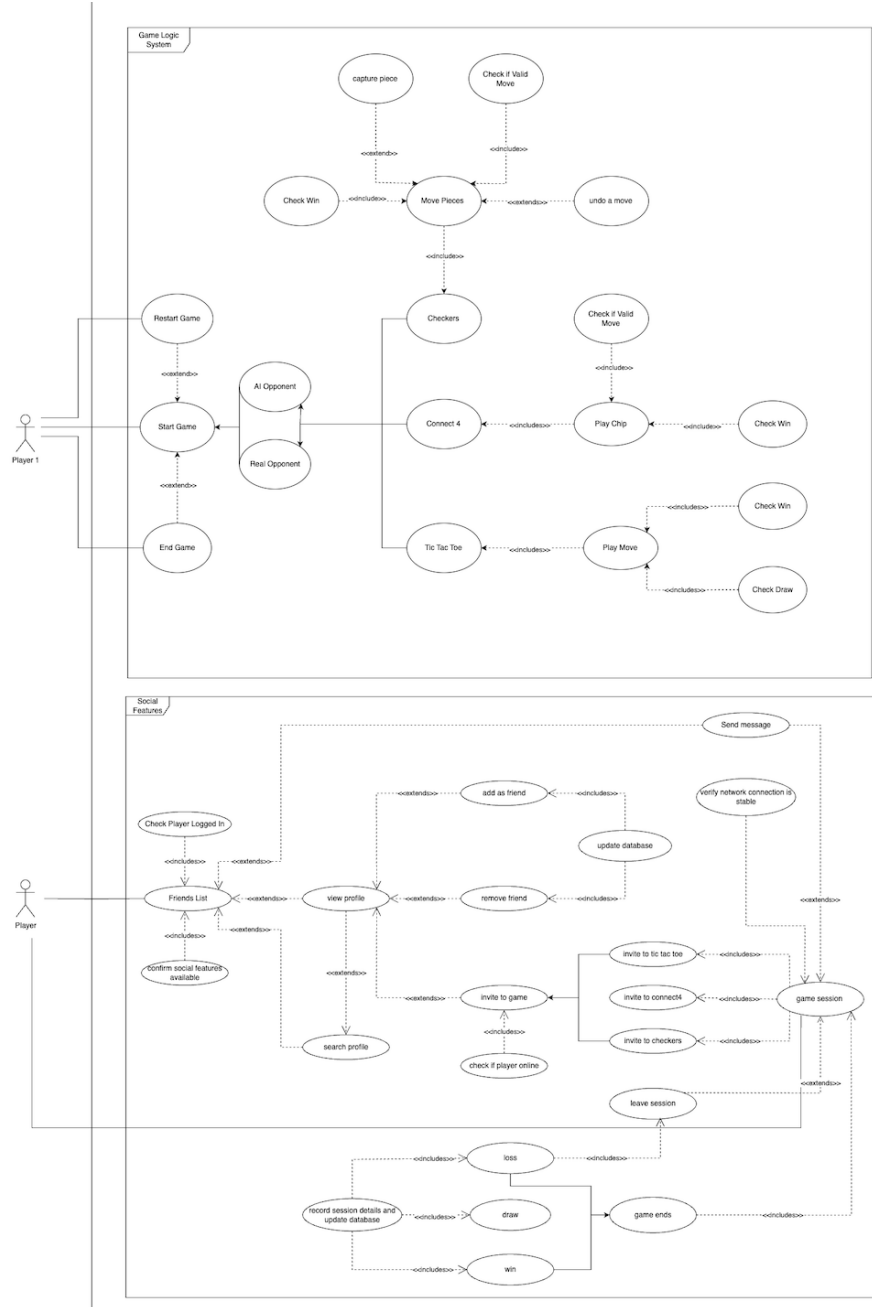 Game Logic
System
capture piece
Check if Valid
Move
<<extend>>
<<include>>
Check Win
<<include>>
Move Pieces
<<extends>>
undo a move
<<include>>
Restart Game
Checkers
Check if Valid
Move
<<extend>>
<<include>>
AI Opponent
Player 1
Start Game
Connect 4
<<includes>>
Play Chip
<<includes>>
Check Win
Real Opponent
<<extend>>
Check Win
<<includes>>
End Game
Tic Tac Toe
<<includes>>
Play Move
<<includes>>
Check Draw
Social
Features
Send message
<<extends>>
add as friend
<<includes>>
verify network connection is
stable
Check Player Logged In
update database
<<includes>>
<<extends>>
Player
Friends List
<<extends>>
view profile
<<extends>>
remove friend
<<includes>>
<<extends>>
<<includes>>
<<extends>>
confirm social features
available
<<extends>>
invite to tic tac toe
<<includes>>
<<extends>>
invite to game
invite to connect4
<<includes>>
game session
<<includes>>
search profile
invite to checkers
<<includes>>
check if player online
<<extends>>
leave session
<<includes>>
loss
<<includes>>
record session details and
update database
<<includes>>
draw
game ends
<<includes>>
<<includes>>
win